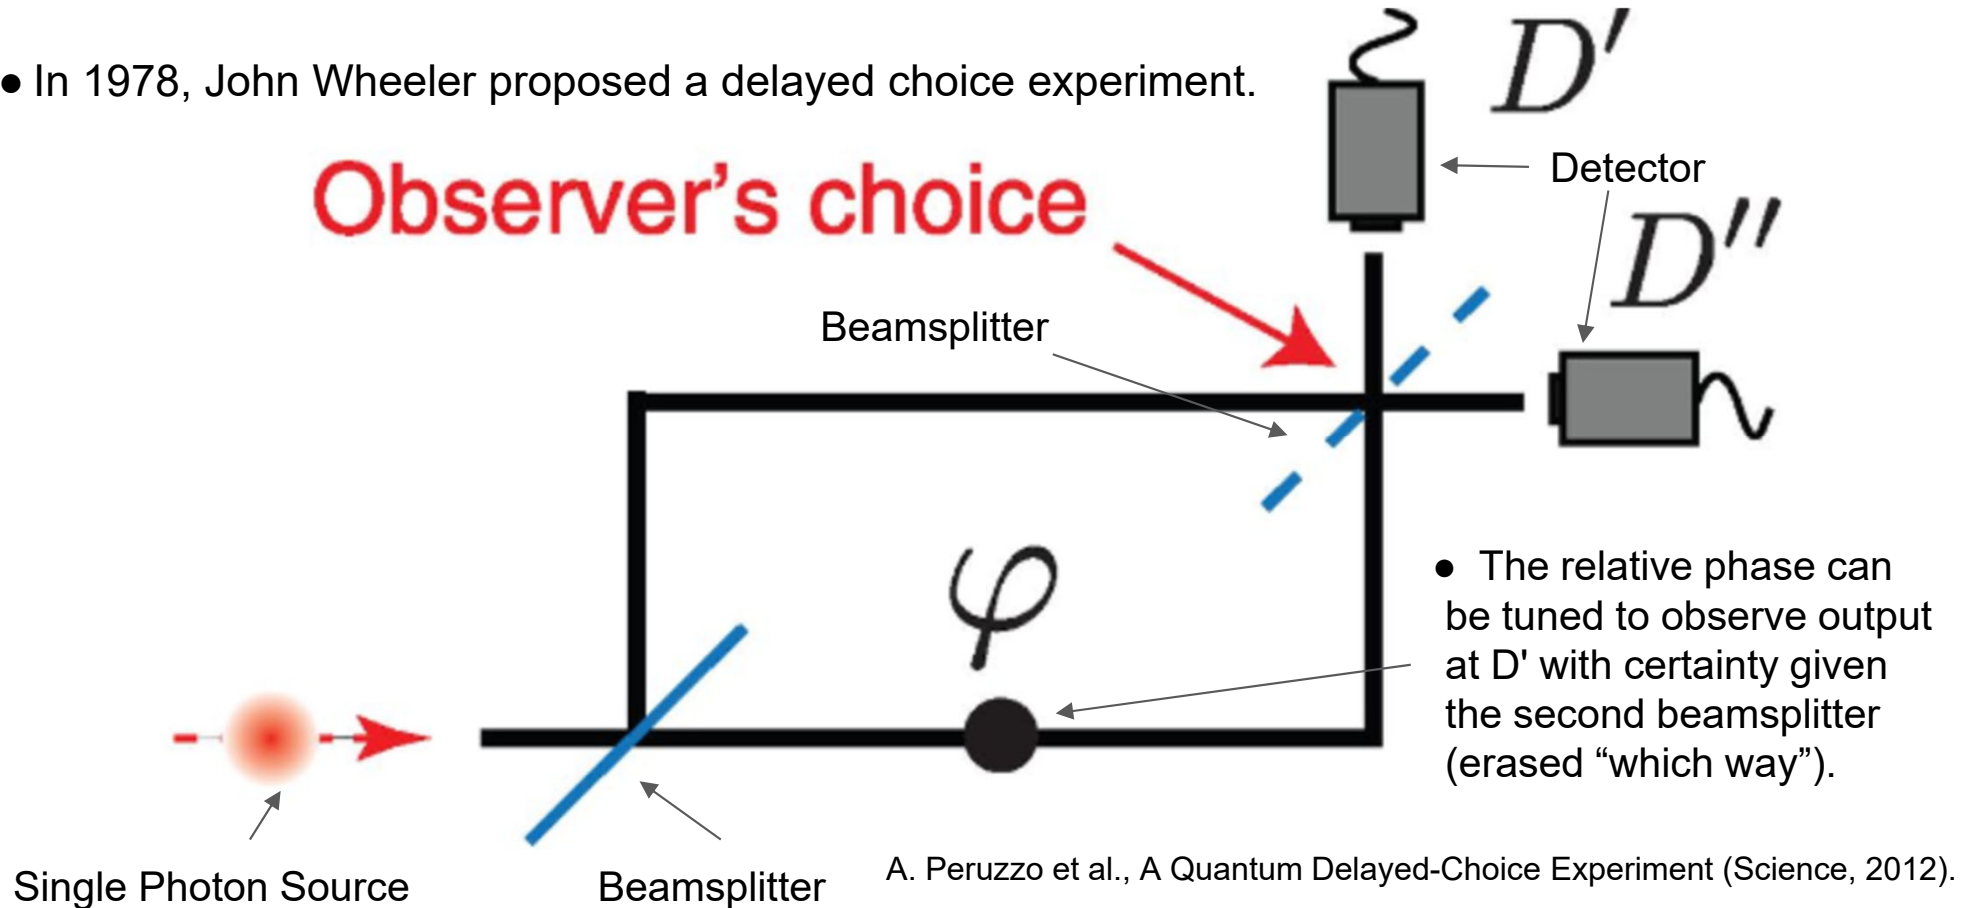 ● In 1978, John Wheeler proposed a delayed choice experiment.
D′
Observer’s choice
Detector
D″
Beamsplitter
φ
● The relative phase can
be tuned to observe output
at D' with certainty given
the second beamsplitter
(erased “which way”).
Single Photon Source
Beamsplitter
A. Peruzzo et al., A Quantum Delayed-Choice Experiment (Science, 2012).